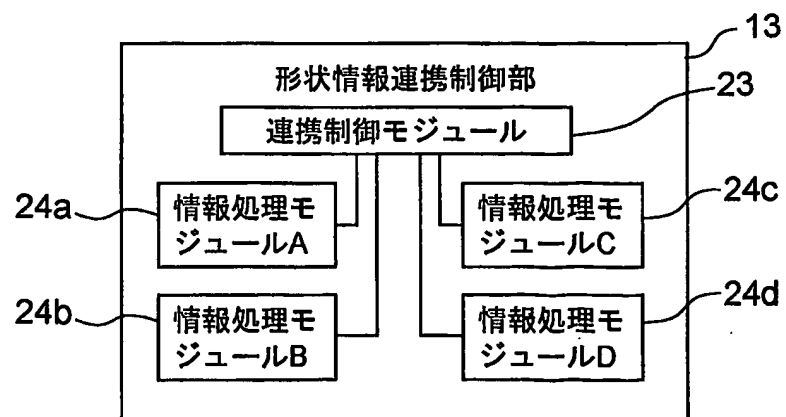 13
形状情報連携制御部
23
連携制御モジュール
24a
情報処理モ
ジュールA
24c
情報処理モ
ジュールC
24b
情報処理モ
ジュールB
24d
情報処理モ
ジュールD